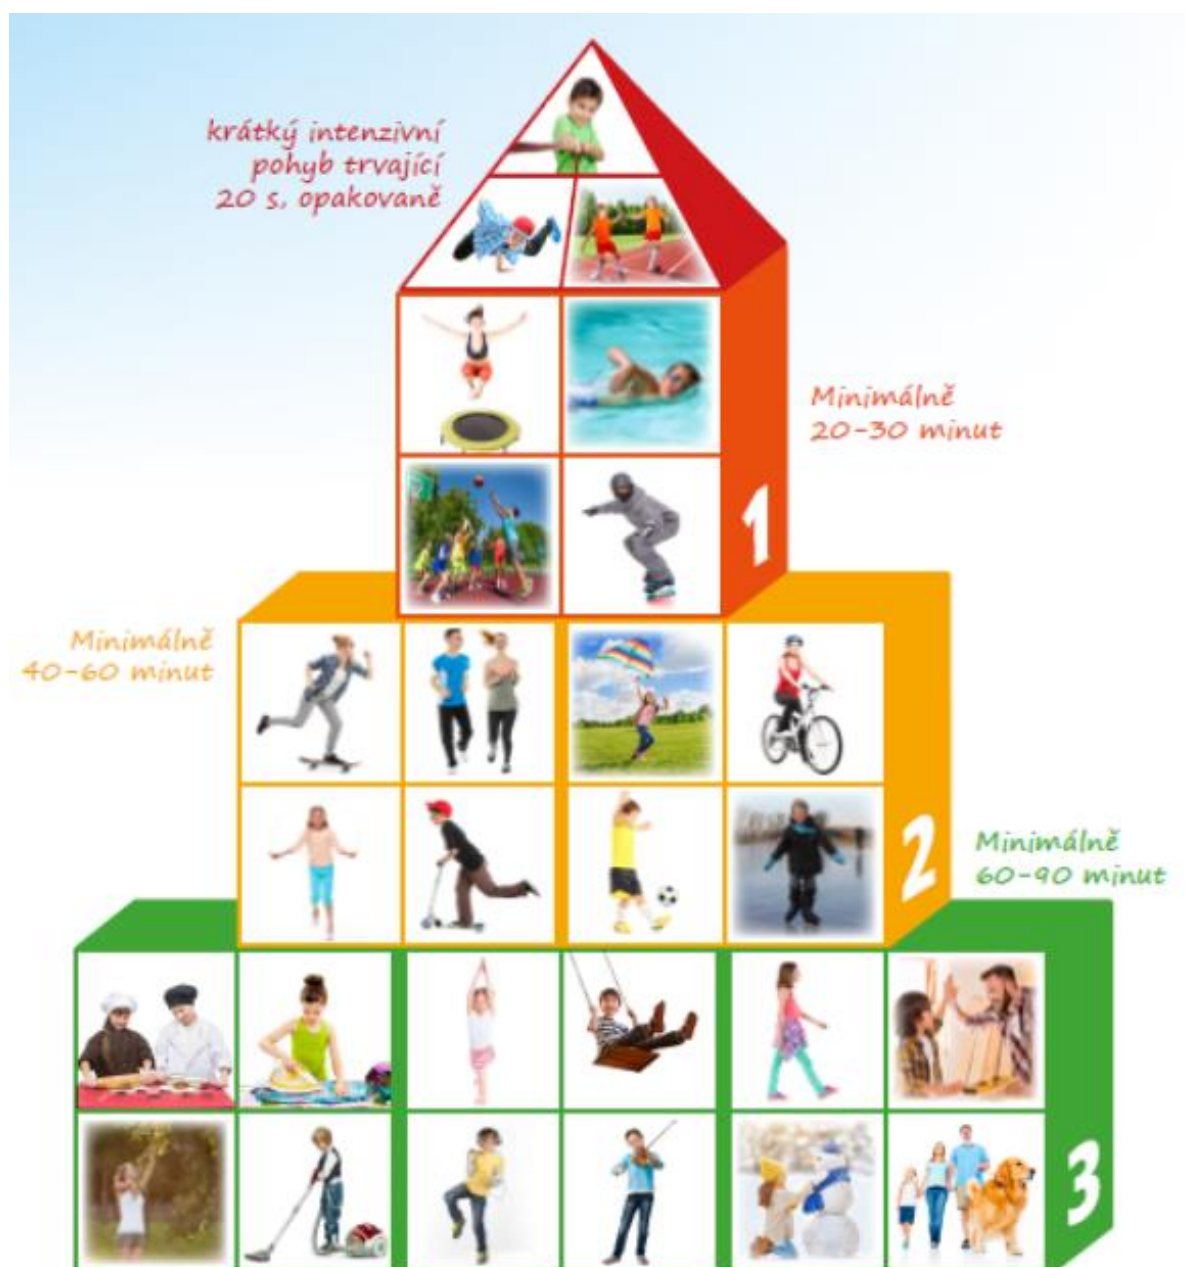 krátký intenzivní
pohyb trvající
20 s, opakovaně
Minimálně
20-30 minut
1
Minimálně
40-60 minut
2
Minimálně
60-90 minut
3